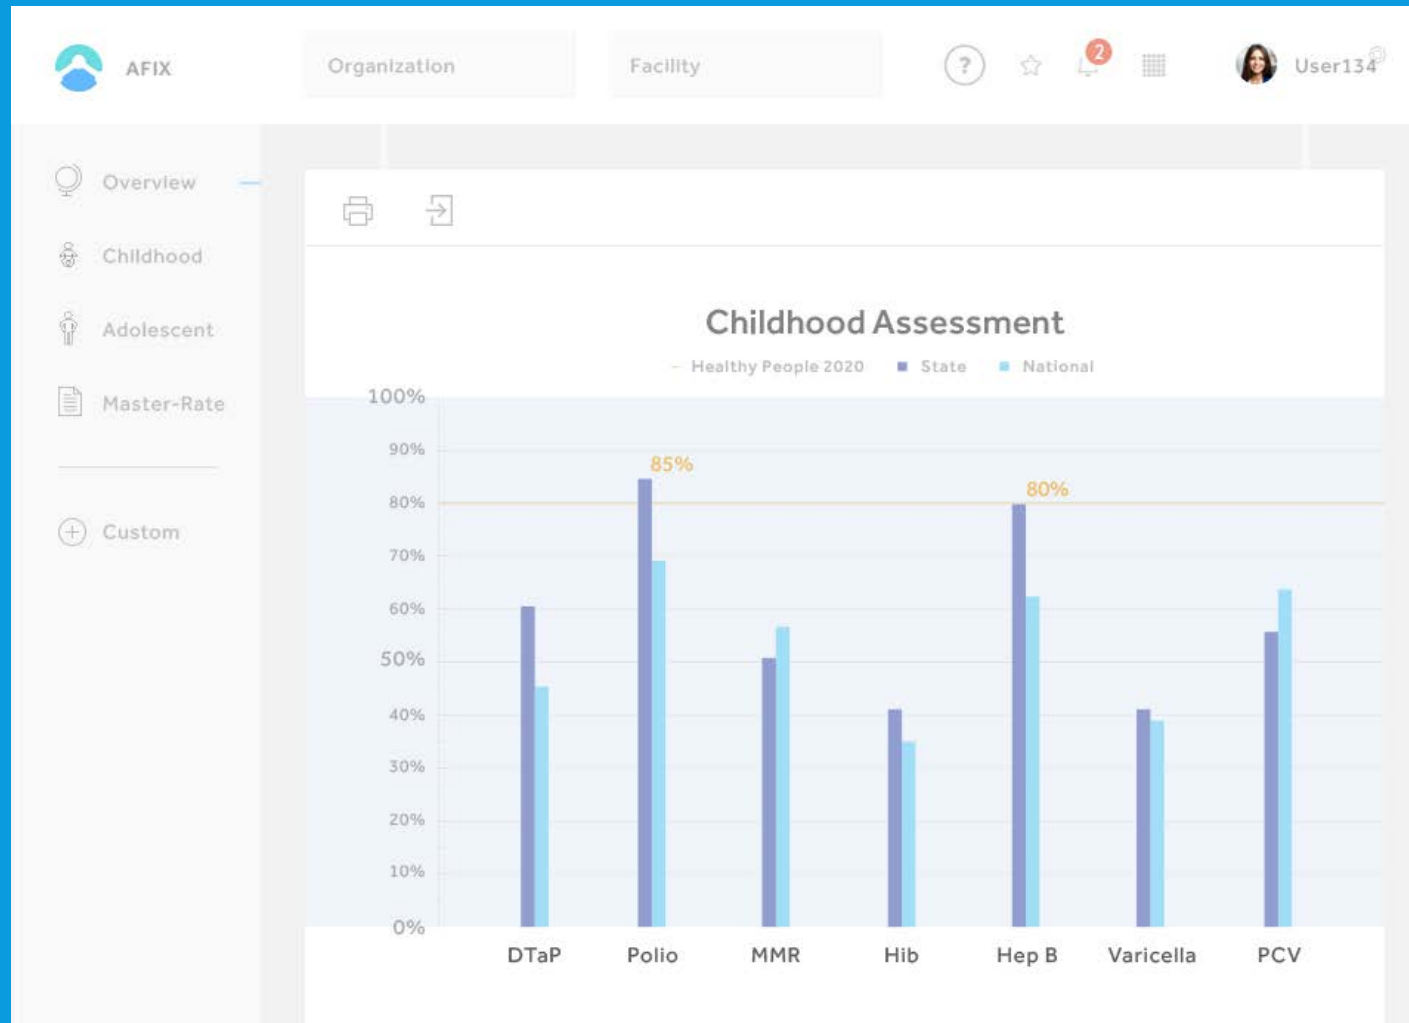 AFIX
Organization
Facility
?
2
User134
Overview
Childhood
Adolescent
Master-Rate
Custom
Childhood Assessment
Healthy People 2020 State National
100%
90%
85%
80%
80%
70%
60%
50%
40%
30%
20%
10%
0%
DTaP Polio MMR Hib Hep B Varicella PCV